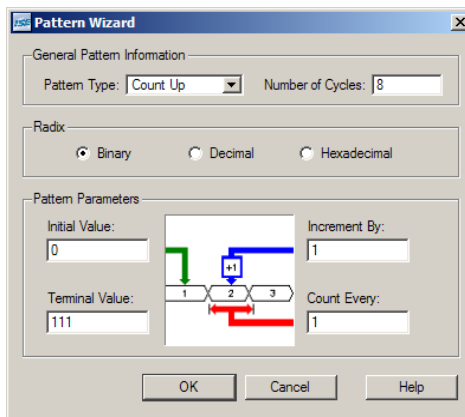 ISE Pattern Wizard
General Pattern Information
Pattern Type: Count Up Number of Cycles: 8
Radix
Binary Decimal Hexadecimal
Pattern Parameters
Initial Value: Increment By:
0 1
+1
1 2 3
Terminal Value: Count Every:
111 1
OK Cancel Help